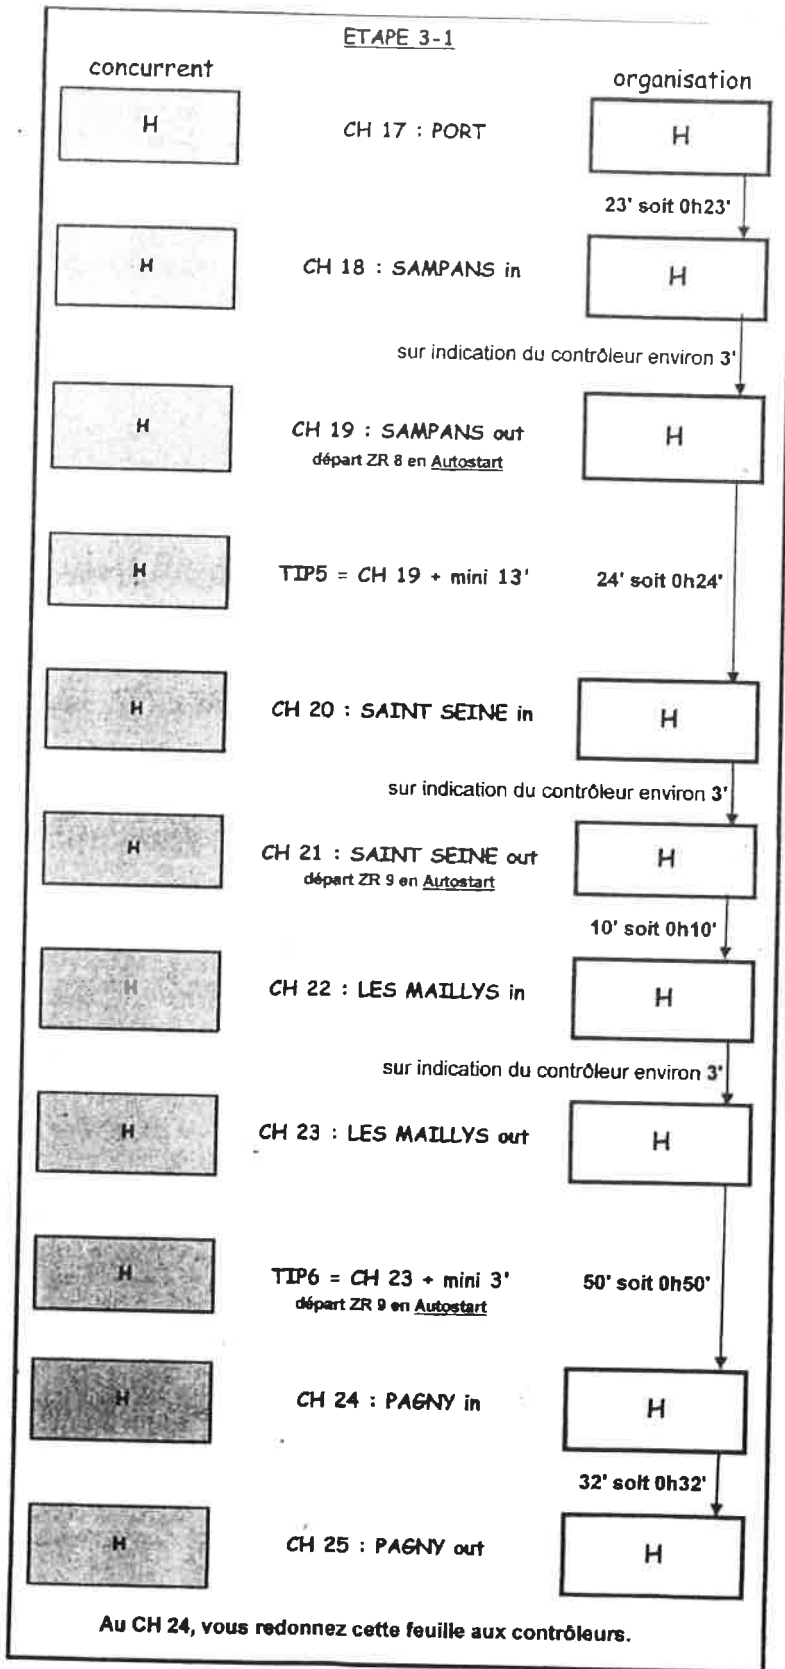 ETAPE 3-1
concurrent
organisation
H
CH 17 : PORT
H
23' soit 0h23'
H
CH 18 : SAMPANS in
H
sur indication du contrôleur environ 3'
H
CH 19 : SAMPANS out
départ ZR 8 en Autostart
H
H
TIP5 = CH 19 + mini 13'
24' soit 0h24'
H
CH 20 : SAINT SEINE in
H
sur indication du contrôleur environ 3'
H
CH 21 : SAINT SEINE out
départ ZR 9 en Autostart
H
10' soit 0h10'
H
CH 22 : LES MAILLYS in
H
sur indication du contrôleur environ 3'
H
CH 23 : LES MAILLYS out
H
H
TIP6 = CH 23 + mini 3'
départ ZR 9 en Autostart
50' soit 0h50'
H
CH 24 : PAGNY in
H
32' soit 0h32'
H
CH 25 : PAGNY out
H
Au CH 24, vous redonnez cette feuille aux contrôleurs.